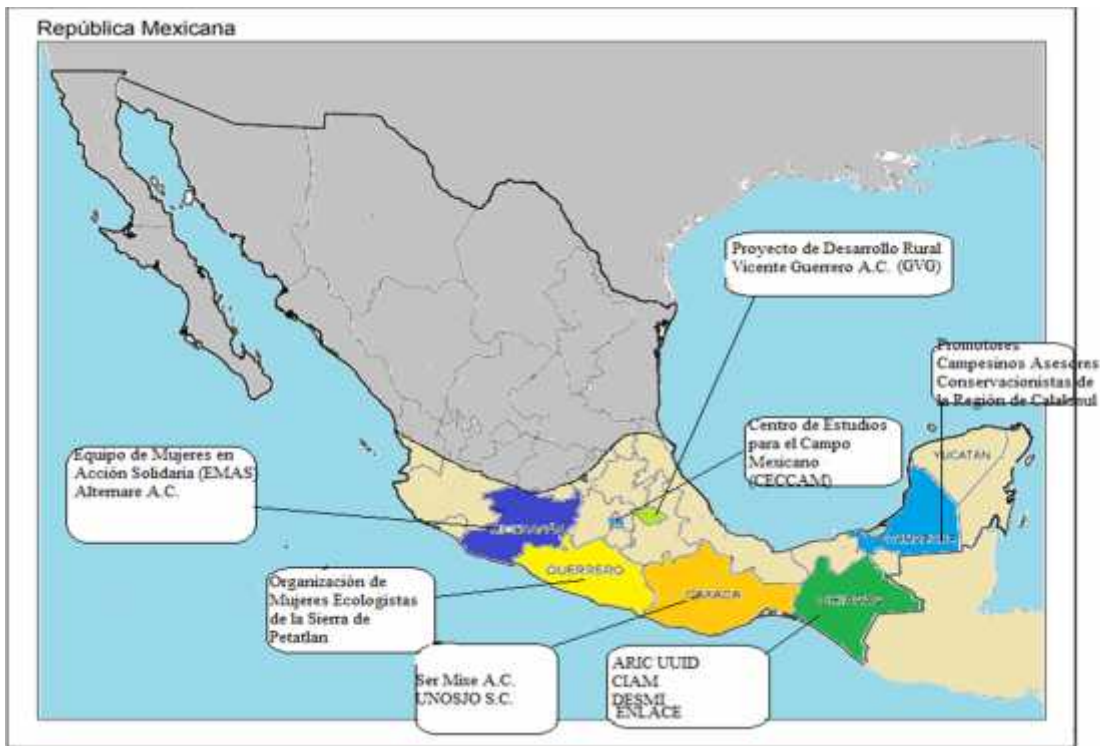 República Mexicana
Proyecto de Desarrollo Rural
Vicente Guerrero A.C. (GVG)
Promotores
Campesinos Asesores
Conservacionistas de
la Región de Calakmul
Centro de Estudios
para el Campo
Mexicano
(CECCAM)
Equipo de Mujeres en
Acción Solidaria (EMAS)
Alternare A.C.
YUCATÁN
GUERRERO
OAXACA
Organización de
Mujeres Ecologistas
de la Sierra de
Petatlan
Ser Mixe A.C.
UNOSJO S.C.
ARIC UUID
CIAM
DESMI
ENLACE